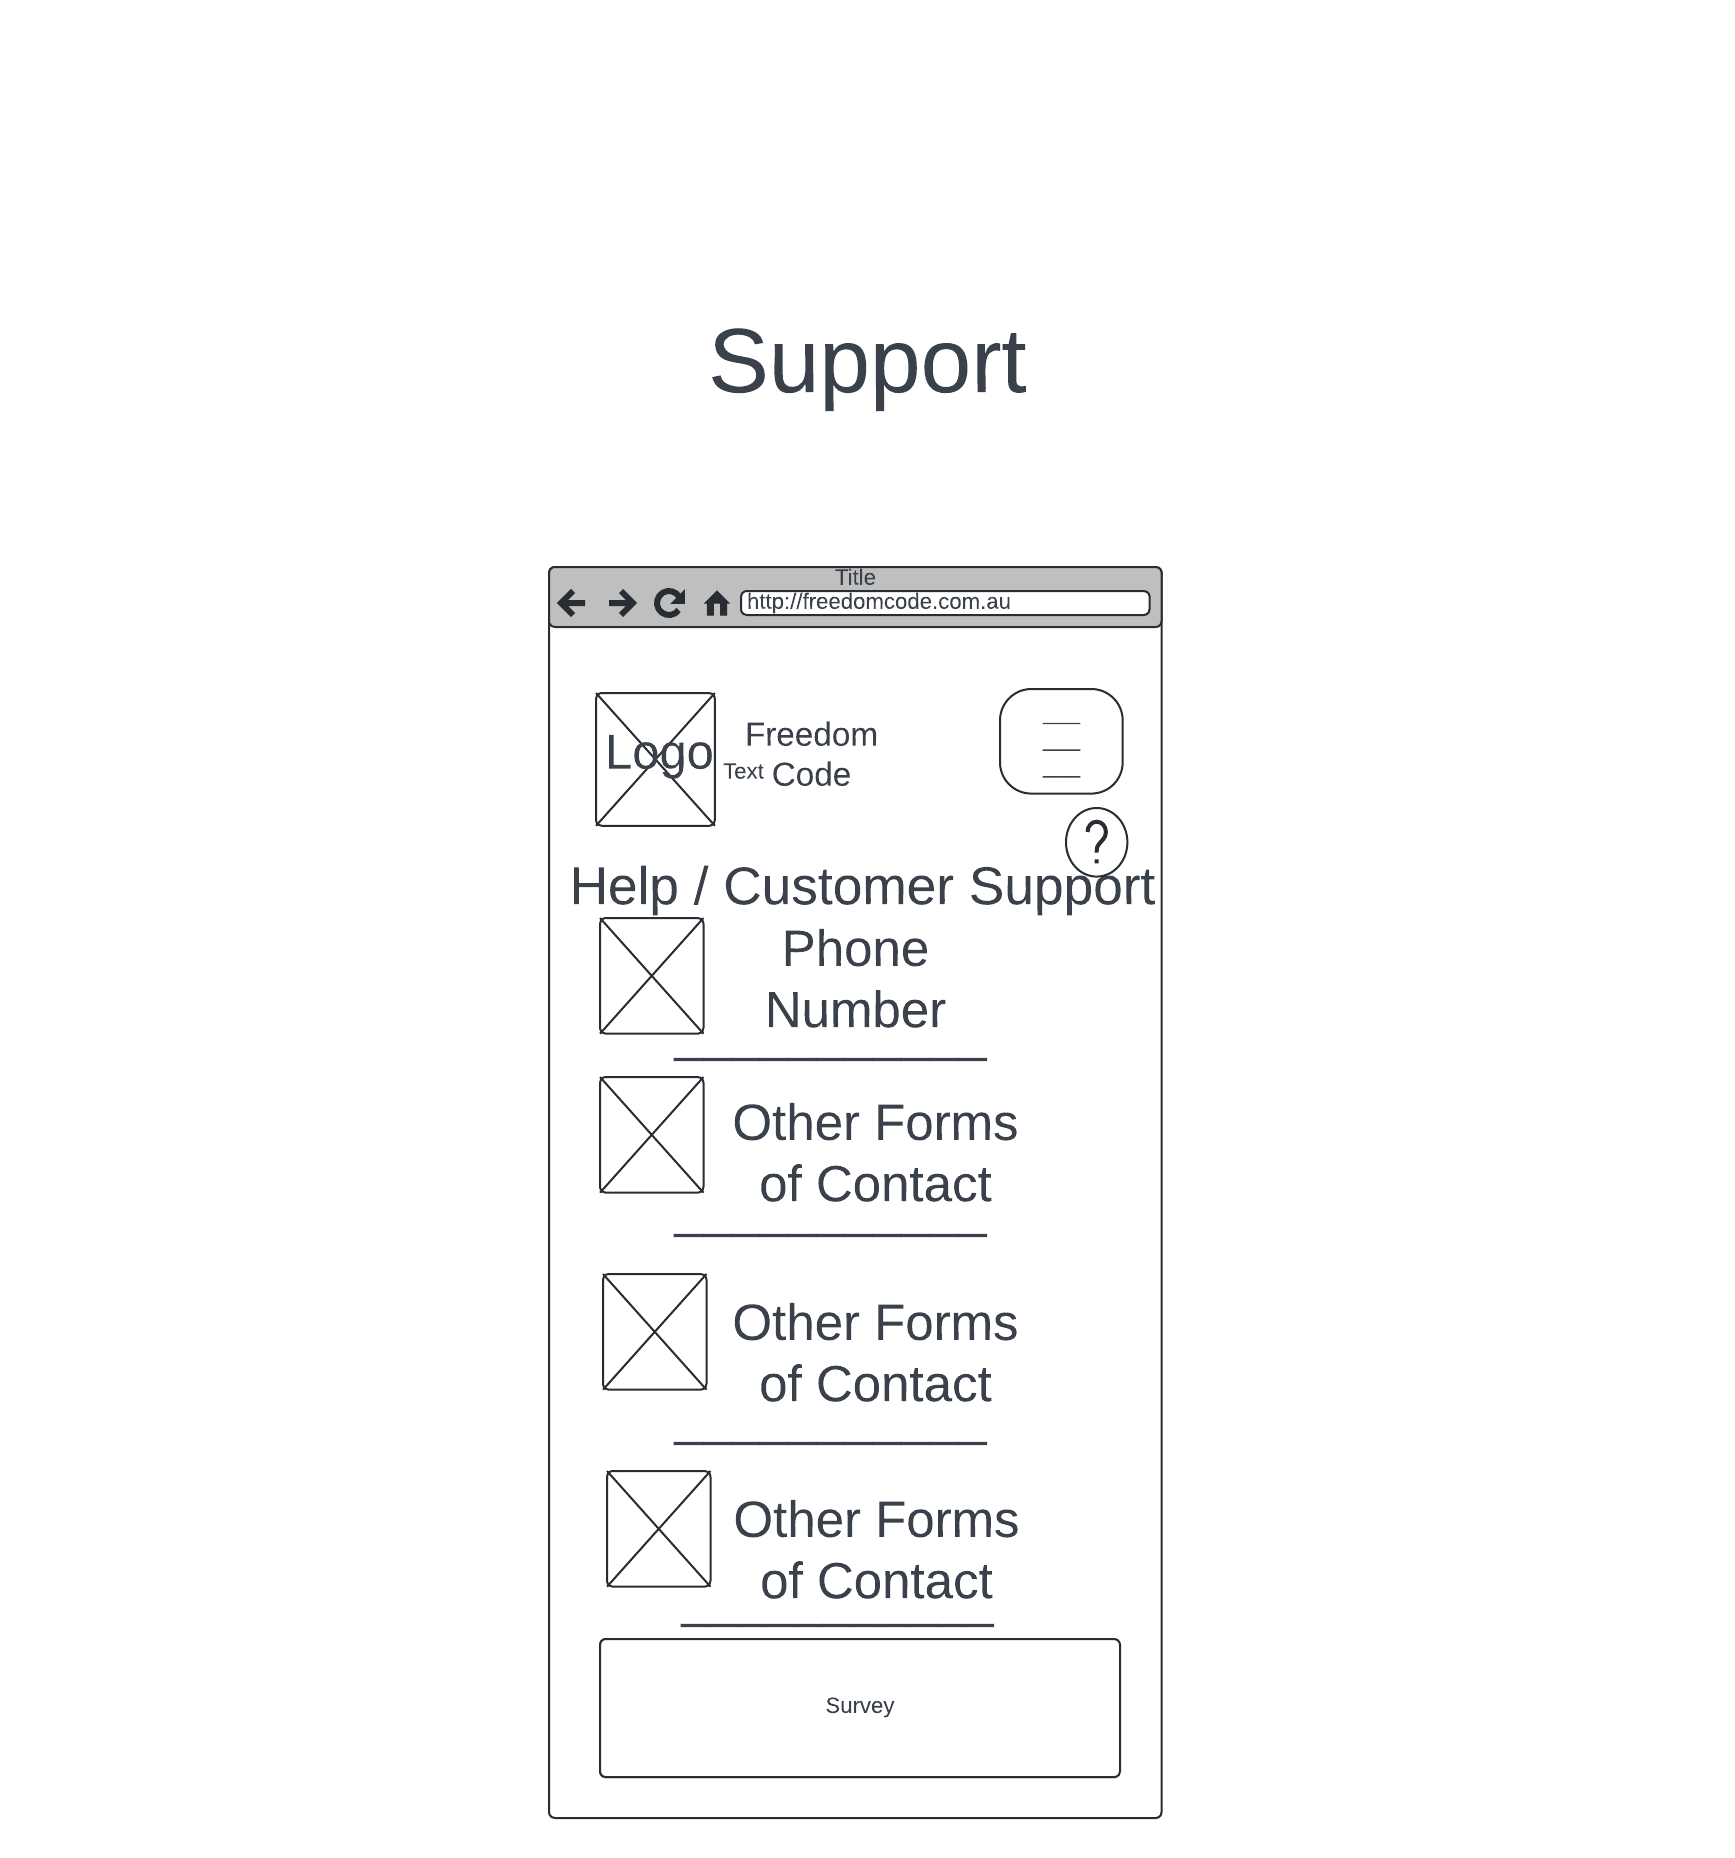 Support
Title
http://freedomcode.com.au
Logo
Freedom
Text
Code
?
Help / Customer Support
Phone
Number
Other Forms
of Contact
Other Forms
of Contact
Other Forms
of Contact
Survey